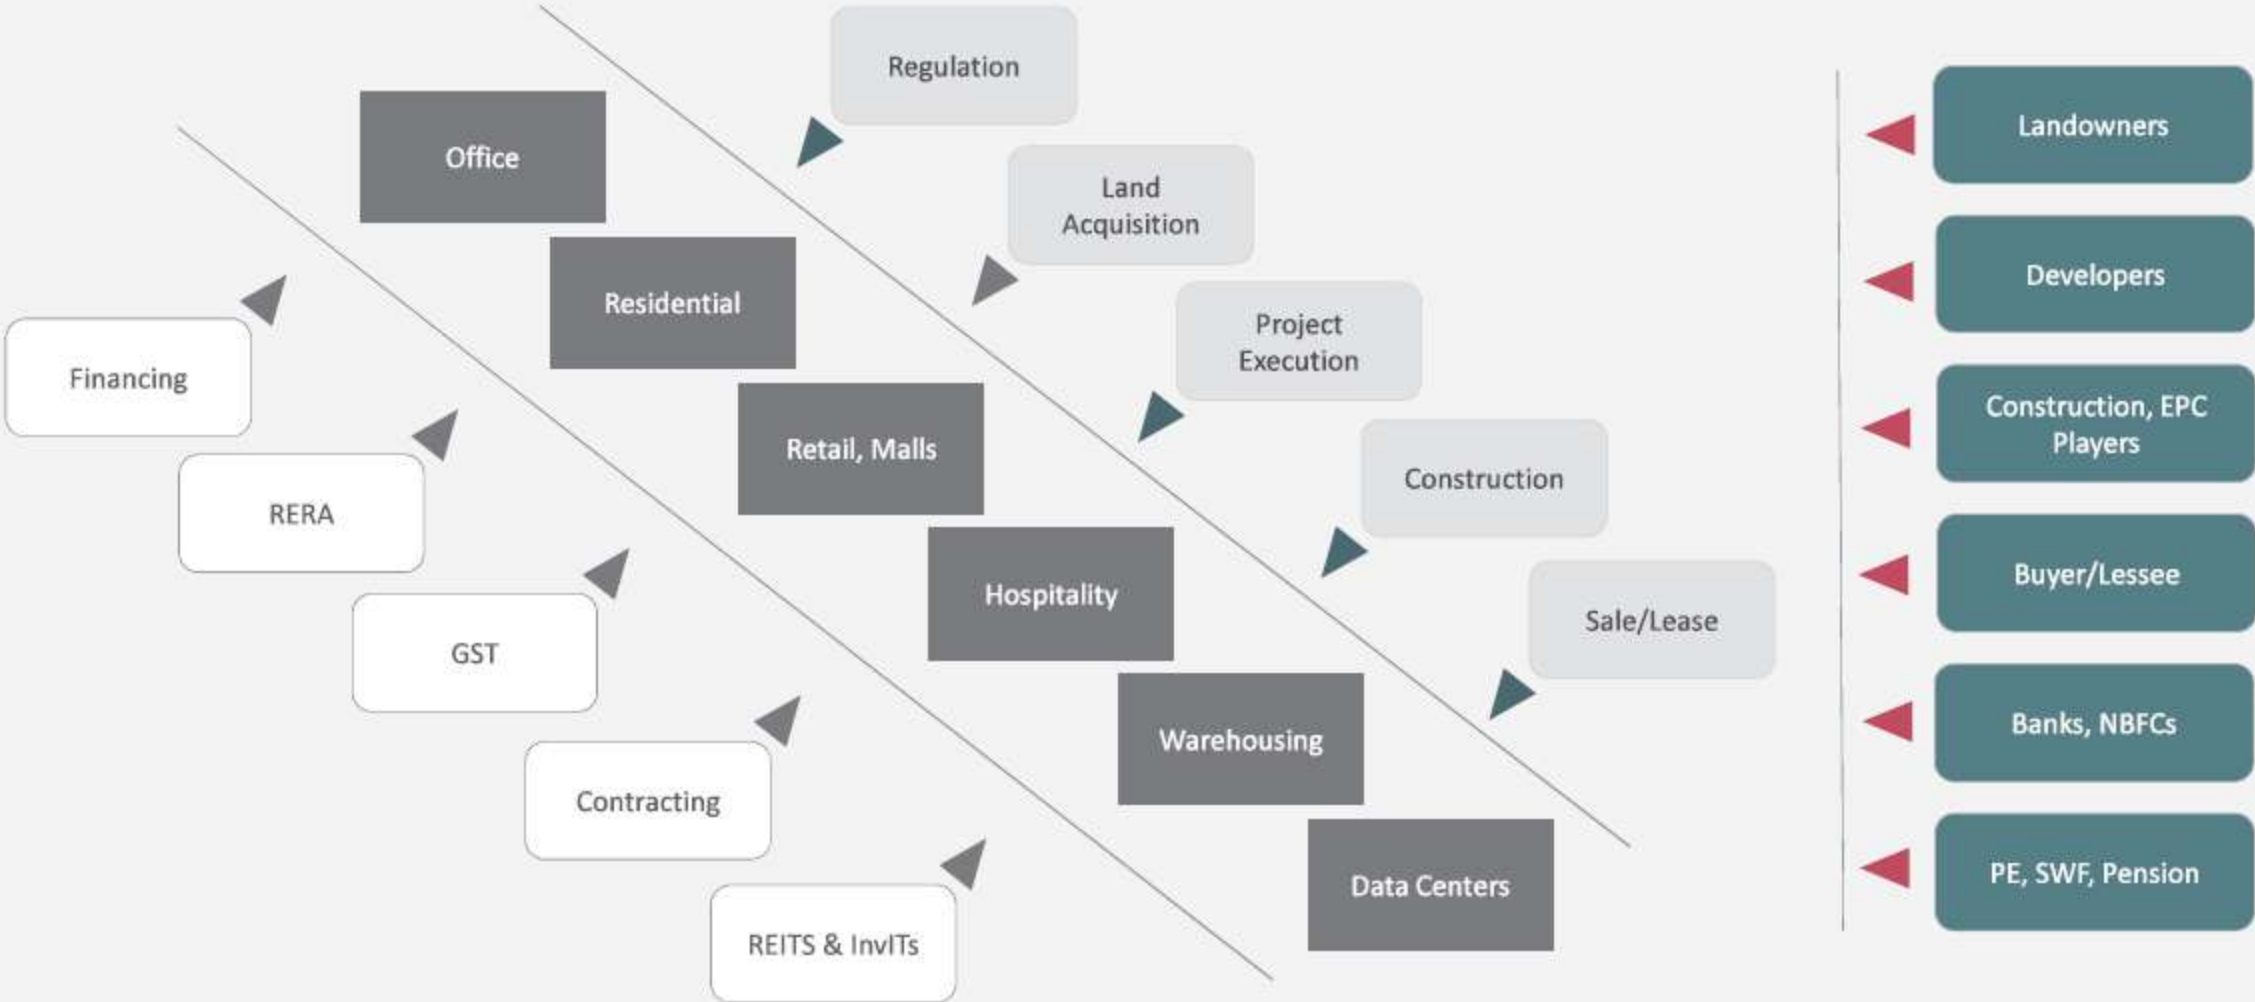 Regulation
Office
Land
Acquisition
Residential
Project
Execution
Financing
Retail, Malls
Construction
RERA
Hospitality
Sale/Lease
GST
Warehousing
Contracting
Data Centers
REITS & InvITs
Landowners
Developers
Construction, EPC
Players
Buyer/Lessee
Banks, NBFCs
PE, SWF, Pension